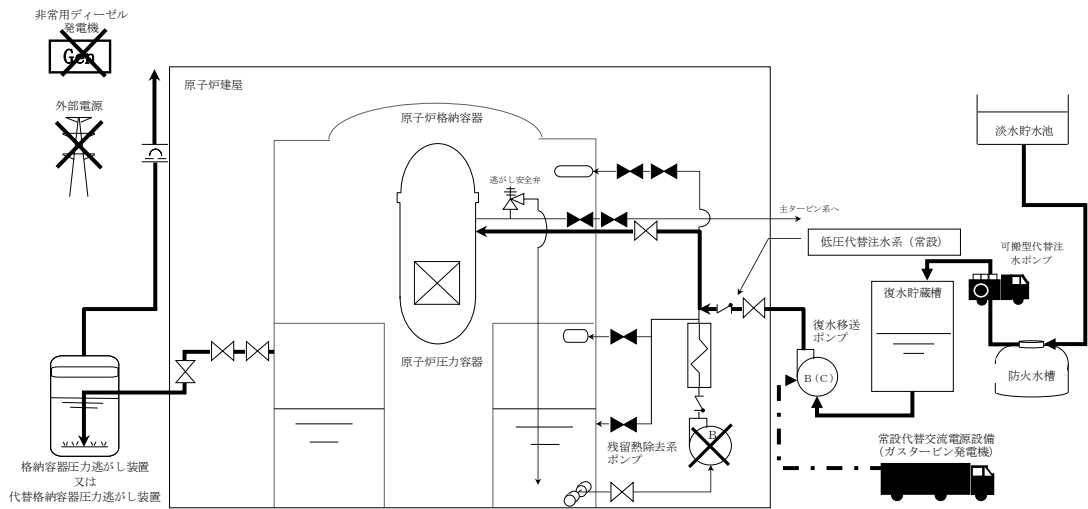 非常用ディーゼル
発電機
Gen
外部電源
原子炉建屋
原子炉格納容器
逃がし安全弁
主タービン系へ
低圧代替注水系（常設）
淡水貯水池
可搬型代替注
水ポンプ
復水貯蔵槽
復水移送
ポンプ
B（C）
防火水槽
原子炉圧力容器
残留熱除去系
ポンプ
B
常設代替交流電源設備
（ガスタービン発電機）
格納容器圧力逃がし装置
又は
代替格納容器圧力逃がし装置